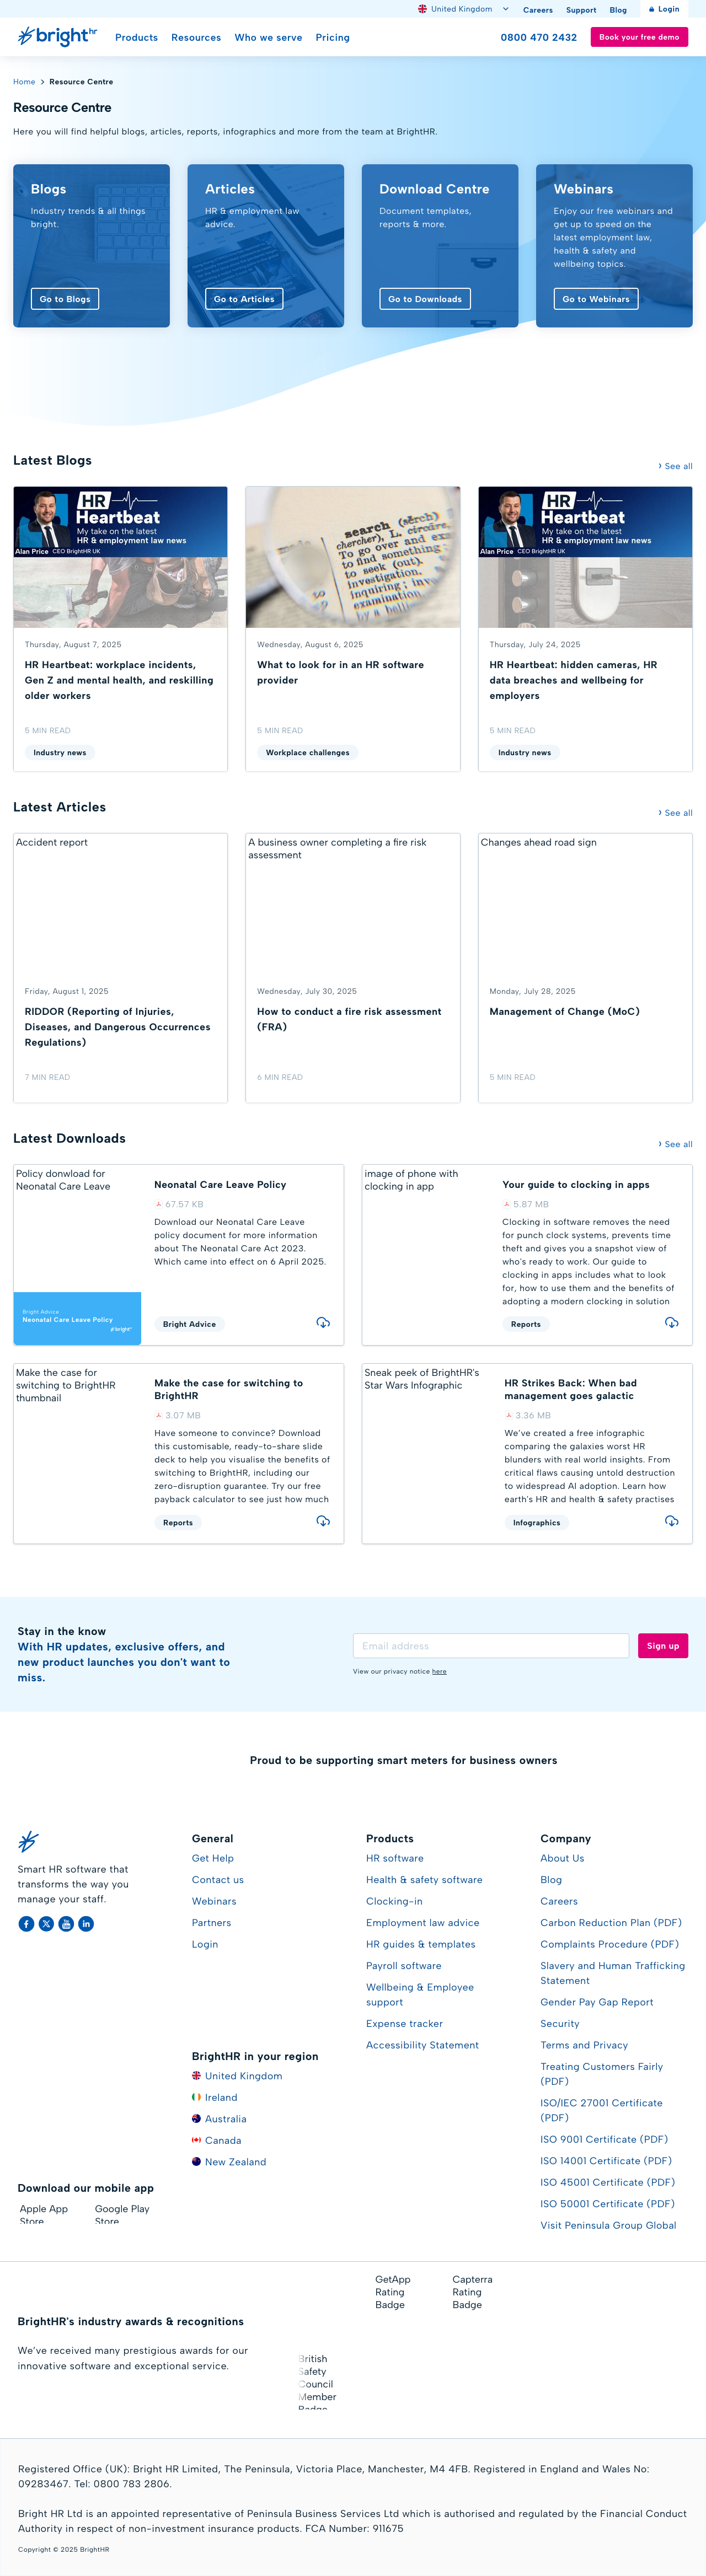 United Kingdom
Careers
Support
Blog
Login
brighthr
Products
Resources
Who we serve
Pricing
0800 470 2432
Book your free demo
Home
Resource Centre
Resource Centre
Here you will find helpful blogs, articles, reports, infographics and more from the team at BrightHR.
Blogs
Industry trends & all things
bright.
Go to Blogs
Articles
HR & employment law
advice.
Go to Articles
Download Centre
Document templates,
reports & more.
Go to Downloads
Webinars
Enjoy our free webinars and
get up to speed on the
latest employment law,
health & safety and
wellbeing topics.
Go to Webinars
Latest Blogs
See all
HR
Heartbeat
My take on the latest
HR & employment law news
Alan Price CEO BrightHR UK
Thursday, August 7, 2025
HR Heartbeat: workplace incidents,
Gen Z and mental health, and reskilling
older workers
5 MIN READ
Industry news
search
to go over and
to find something
inquiring
Wednesday, August 6, 2025
What to look for in an HR software
provider
5 MIN READ
Workplace challenges
HR
Heartbeat
My take on the latest
HR & employment law news
Alan Price CEO BrightHR UK
Thursday, July 24, 2025
HR Heartbeat: hidden cameras, HR
data breaches and wellbeing for
employers
5 MIN READ
Industry news
Latest Articles
See all
Accident report
Friday, August 1, 2025
RIDDOR (Reporting of Injuries,
Diseases, and Dangerous Occurrences
Regulations)
7 MIN READ
A business owner completing a fire risk
assessment
Wednesday, July 30, 2025
How to conduct a fire risk assessment
(FRA)
6 MIN READ
Changes ahead road sign
Monday, July 28, 2025
Management of Change (MoC)
5 MIN READ
Latest Downloads
See all
Policy donwload for
Neonatal Care Leave
Bright Advice
Neonatal Care Leave Policy
bright
Neonatal Care Leave Policy
67.57 KB
Download our Neonatal Care Leave
policy document for more information
about The Neonatal Care Act 2023.
Which came into effect on 6 April 2025.
Bright Advice
image of phone with
clocking in app
Your guide to clocking in apps
5.87 MB
Clocking in software removes the need
for punch clock systems, prevents time
theft and gives you a snapshot view of
who's ready to work. Our guide to
clocking in apps includes what to look
for, how to use them and the benefits of
adopting a modern clocking in solution
Reports
Make the case for
switching to BrightHR
thumbnail
Make the case for switching to
BrightHR
3.07 MB
Have someone to convince? Download
this customisable, ready-to-share slide
deck to help you visualise the benefits of
switching to BrightHR, including our
zero-disruption guarantee. Try our free
payback calculator to see just how much
Reports
Sneak peek of BrightHR's
Star Wars Infographic
HR Strikes Back: When bad
management goes galactic
3.36 MB
We've created a free infographic
comparing the galaxies worst HR
blunders with real world insights. From
critical flaws causing untold destruction
to widespread AI adoption. Learn how
earth's HR and health & safety practises
Infographics
Stay in the know
With HR updates, exclusive offers, and
new product launches you don't want to
miss.
Email address
Sign up
View our privacy notice here
Proud to be supporting smart meters for business owners
Smart HR software that
transforms the way you
manage your staff.
General
Get Help
Contact us
Webinars
Partners
Login
BrightHR in your region
United Kingdom
Ireland
Australia
Canada
New Zealand
Products
HR software
Health & safety software
Clocking-in
Employment law advice
HR guides & templates
Payroll software
Wellbeing & Employee
support
Expense tracker
Accessibility Statement
Company
About Us
Blog
Careers
Carbon Reduction Plan (PDF)
Complaints Procedure (PDF)
Slavery and Human Trafficking
Statement
Gender Pay Gap Report
Security
Terms and Privacy
Treating Customers Fairly
(PDF)
ISO/IEC 27001 Certificate
(PDF)
ISO 9001 Certificate (PDF)
ISO 14001 Certificate (PDF)
ISO 45001 Certificate (PDF)
ISO 50001 Certificate (PDF)
Visit Peninsula Group Global
Download our mobile app
Apple App
Store
Google Play
Store
BrightHR's industry awards & recognitions
We've received many prestigious awards for our
innovative software and exceptional service.
British
Safety
Council
Member
Badge
GetApp
Rating
Badge
Capterra
Rating
Badge
Registered Office (UK): Bright HR Limited, The Peninsula, Victoria Place, Manchester, M4 4FB. Registered in England and Wales No:
09283467. Tel: 0800 783 2806.
Bright HR Ltd is an appointed representative of Peninsula Business Services Ltd which is authorised and regulated by the Financial Conduct
Authority in respect of non-investment insurance products. FCA Number: 911675
Copyright © 2025 BrightHR